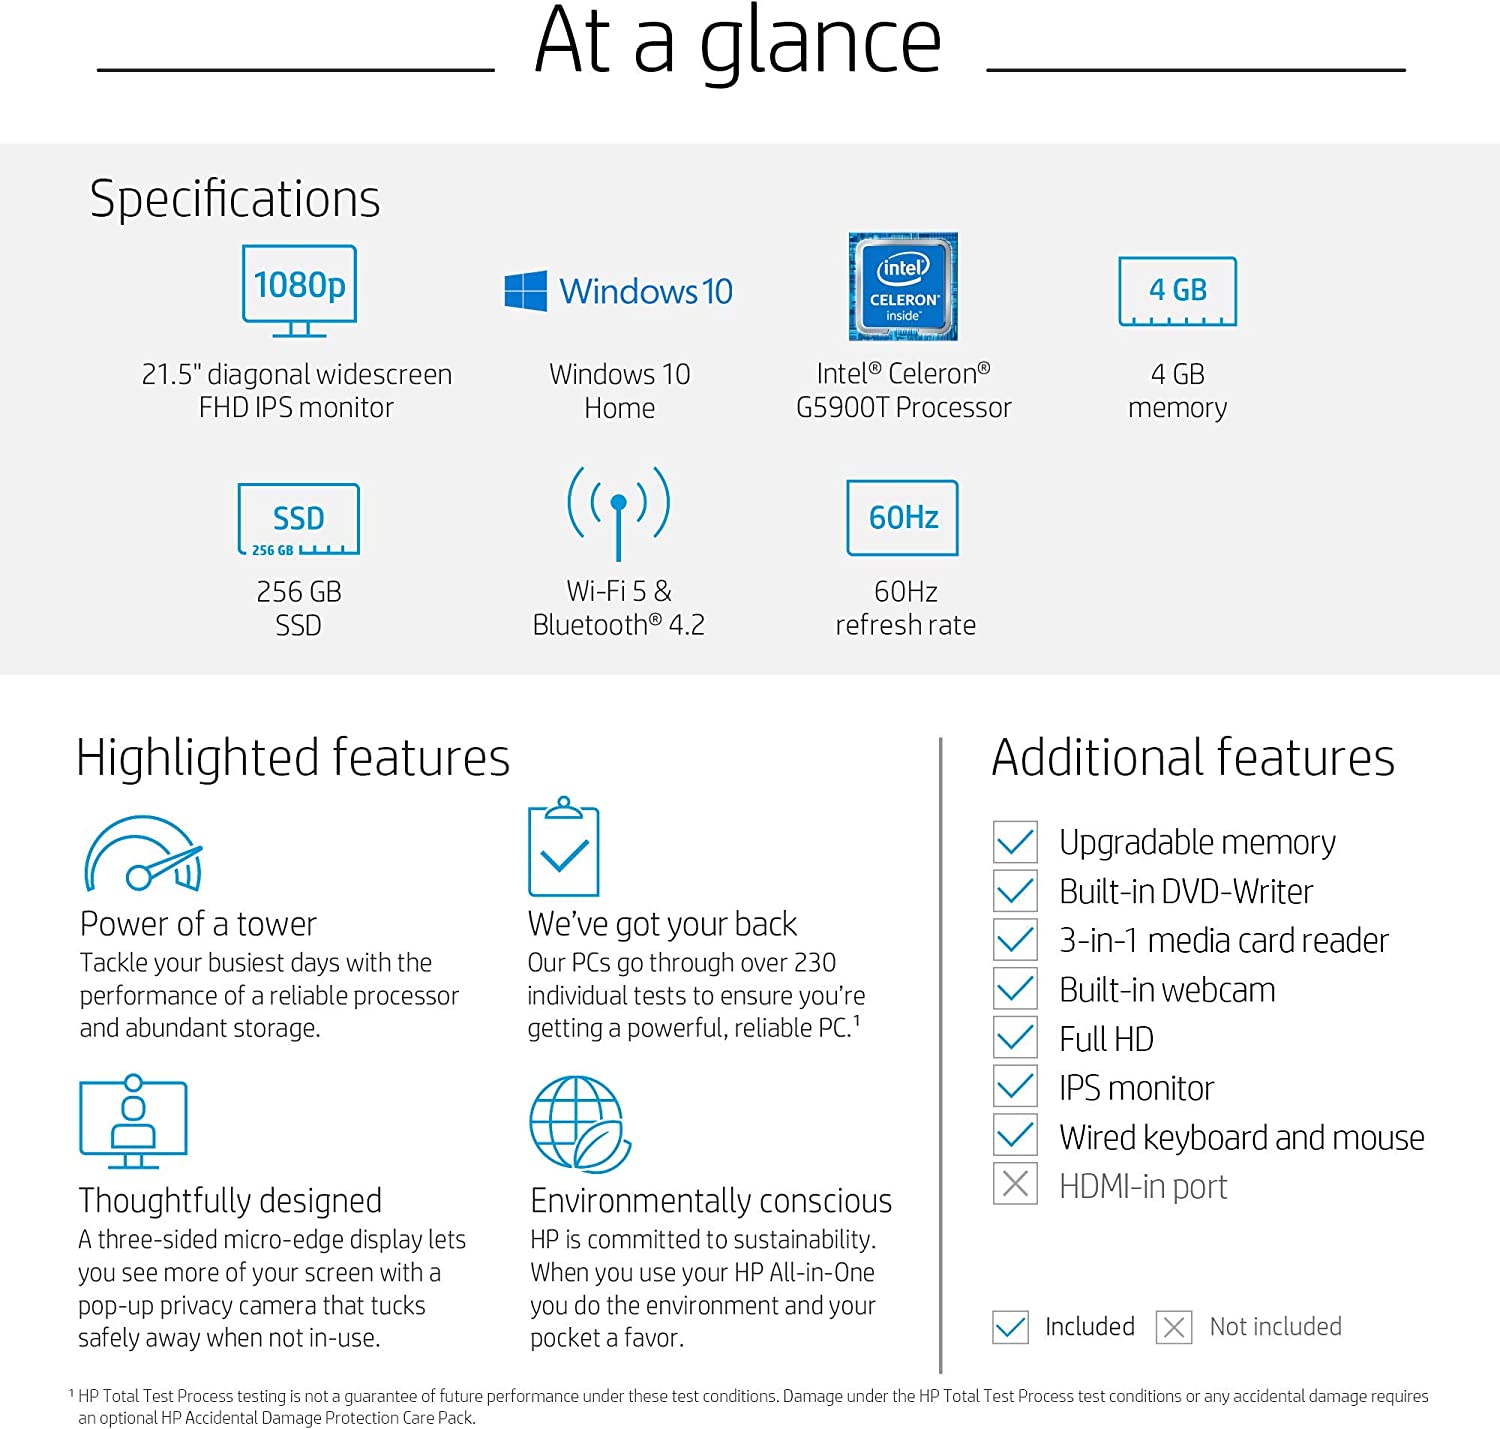 At a glance
Specifications
1080p
Windows 10
intel®
CELERON®
inside™
4 GB
21.5" diagonal widescreen
FHD IPS monitor
Windows 10
Home
Intel® Celeron®
G5900T Processor
4 GB
memory
SSD
256 GB
60Hz
256 GB
SSD
Wi-Fi 5 &
Bluetooth® 4.2
60Hz
refresh rate
Highlighted features
Power of a tower
Tackle your busiest days with the
performance of a reliable processor
and abundant storage.
We've got your back
Our PCs go through over 230
individual tests to ensure you're
getting a powerful, reliable PC.¹
Thoughtfully designed
A three-sided micro-edge display lets
you see more of your screen with a
pop-up privacy camera that tucks
safely away when not in-use.
Environmentally conscious
HP is committed to sustainability.
When you use your HP All-in-One
you do the environment and your
pocket a favor.
Additional features
Upgradable memory
Built-in DVD-Writer
3-in-1 media card reader
Built-in webcam
Full HD
IPS monitor
Wired keyboard and mouse
HDMI-in port
Included
Not included
¹ HP Total Test Process testing is not a guarantee of future performance under these test conditions. Damage under the HP Total Test Process test conditions or any accidental damage requires
an optional HP Accidental Damage Protection Care Pack.